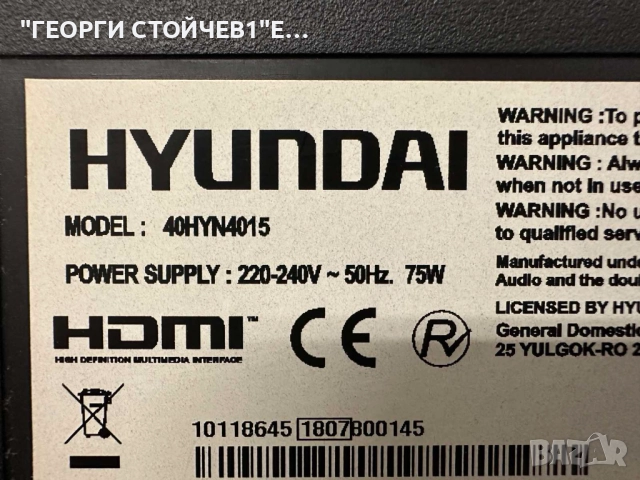 "ГЕОРГИ СТОЙЧЕВ1"Е...
HYUNDAI
MODEL : 40HYN4015
POWER SUPPLY : 220-240V ~ 50Hz. 75W
HDMI™
HIGH DEFINITION MULTIMEDIA INTERFACE
CE
R
10118645 1807800145
WARNING :To p
this appliance t
WARNING : Alw
when not in use
WARNING :No u
to qualified serv
Manufactured unde
Audio and the dou
LICENSED BY HYU
General Domestic
25 YULGOK-RO 2